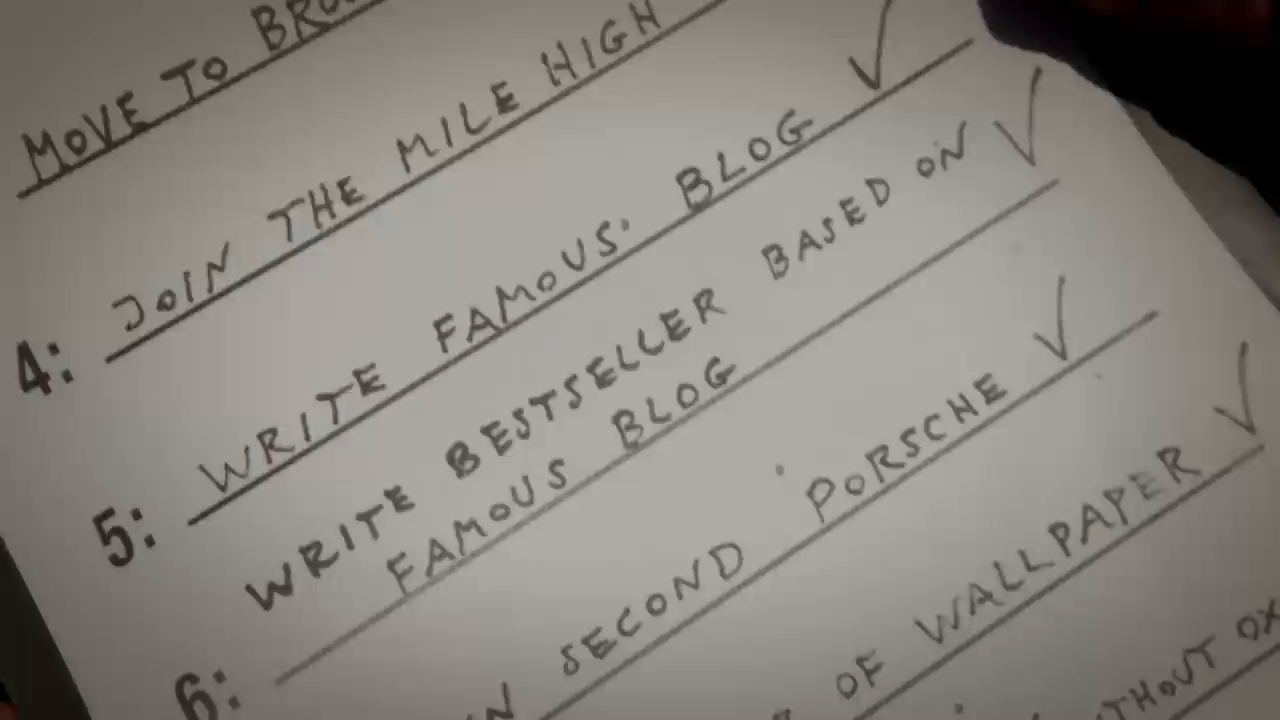 MOVE TO
4: JOIN THE MILE HIGH
5: WRITE FAMOUS. BLOG ✓
WRITE BESTSELLER BASED ON ✓
6: FAMOUS BLOG
SECOND PORSCHE ✓
OF WALLPAPER ✓